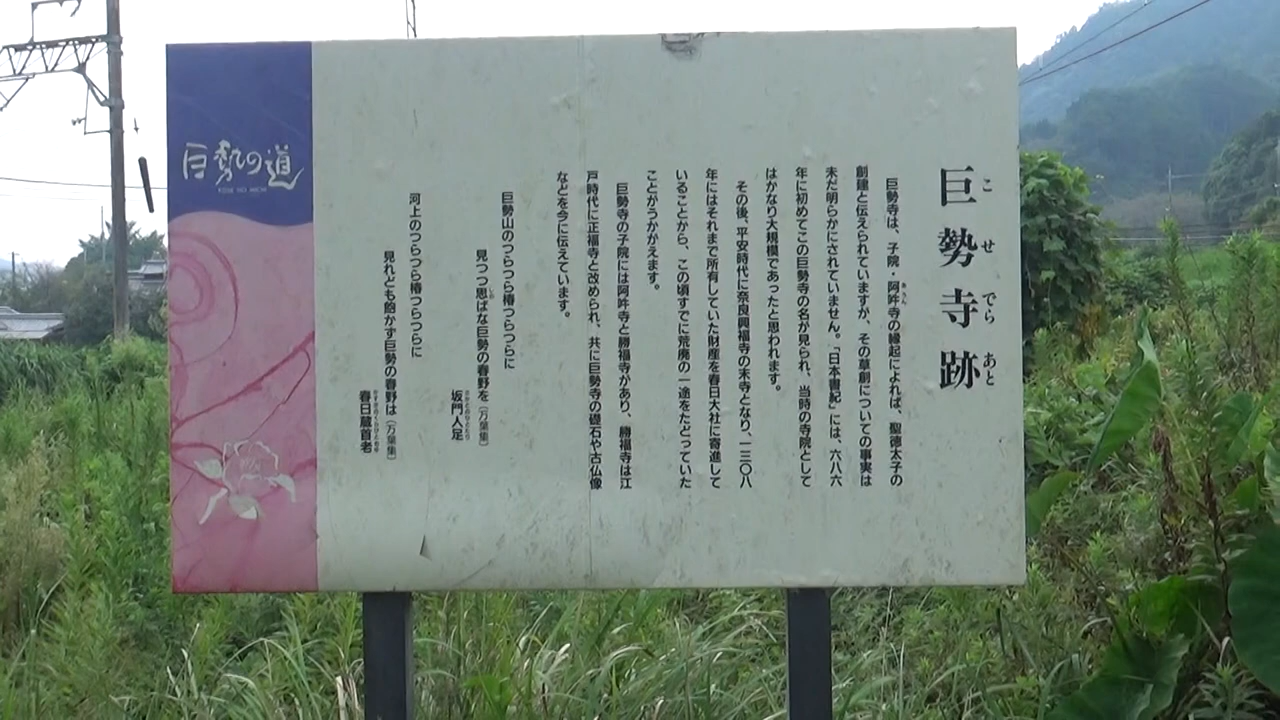 巨勢寺跡
こせでらあと
巨勢寺は、子院・阿吽寺の縁起によれば、聖徳太子の
あうん
創建と伝えられていますが、その草創についての事実は
未だ明らかにされていません。「日本書紀」には、六八六
年に初めてこの巨勢寺の名が見られ、当時の寺院として
はかなり大規模であったと思われます。
その後、平安時代に奈良興福寺の末寺となり、一三〇八
年にはそれまで所有していた財産を春日大社に寄進して
いることから、この頃すでに荒廃の一途をたどっていた
ことがうかがえます。
巨勢寺の子院には阿吽寺と勝福寺があり、勝福寺は江
戸時代に正福寺と改められ、共に巨勢寺の礎石や古仏像
などを今に伝えています。
巨勢山のつらつら椿つらつらに
見つつ思ばな巨勢の春野を（万葉集）
しの
坂門人足
さかとのひとたり
河上のつらつら椿つらつらに
見れども飽かず巨勢の春野は（万葉集）
春日蔵首老
巨勢の道
KOSE NO MICHI